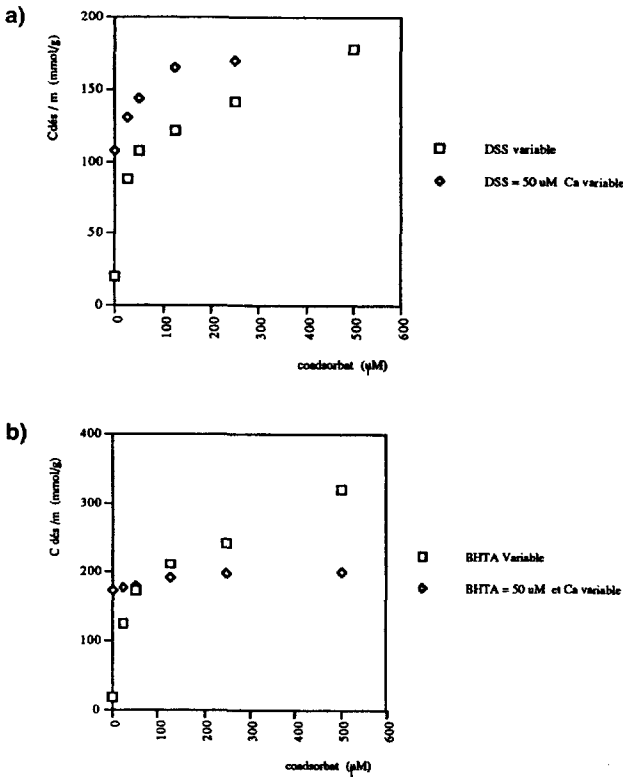 a)
Cdés / m (mmol/g)
200
150
100
50
0
0
100
200
300
400
500
600
coadsorbat (µM)
DSS variable
DSS = 50 uM Ca variable
b)
C dés /m (mmol/g)
400
300
200
100
0
0
100
200
300
400
500
600
coadsorbat (µM)
BHTA Variable
BHTA = 50 uM et Ca variable